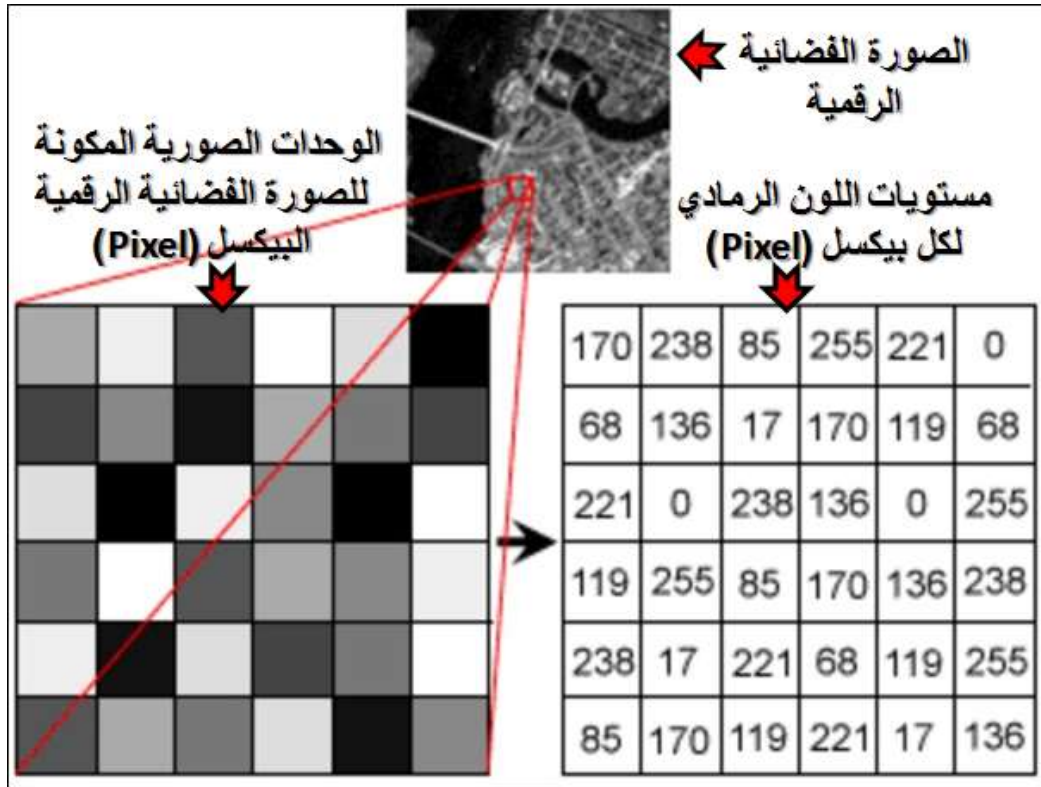 الصورة الفضائية
الرقمية
الوحدات الصورية المكونة
للصورة الفضائية الرقمية
البيكسل (Pixel)
مستويات اللون الرمادي
لكل بيكسل (Pixel)
170 238 85 255 221 0
68 136 17 170 119 68
221 0 238 136 0 255
119 255 85 170 136 238
238 17 221 68 119 255
85 170 119 221 17 136